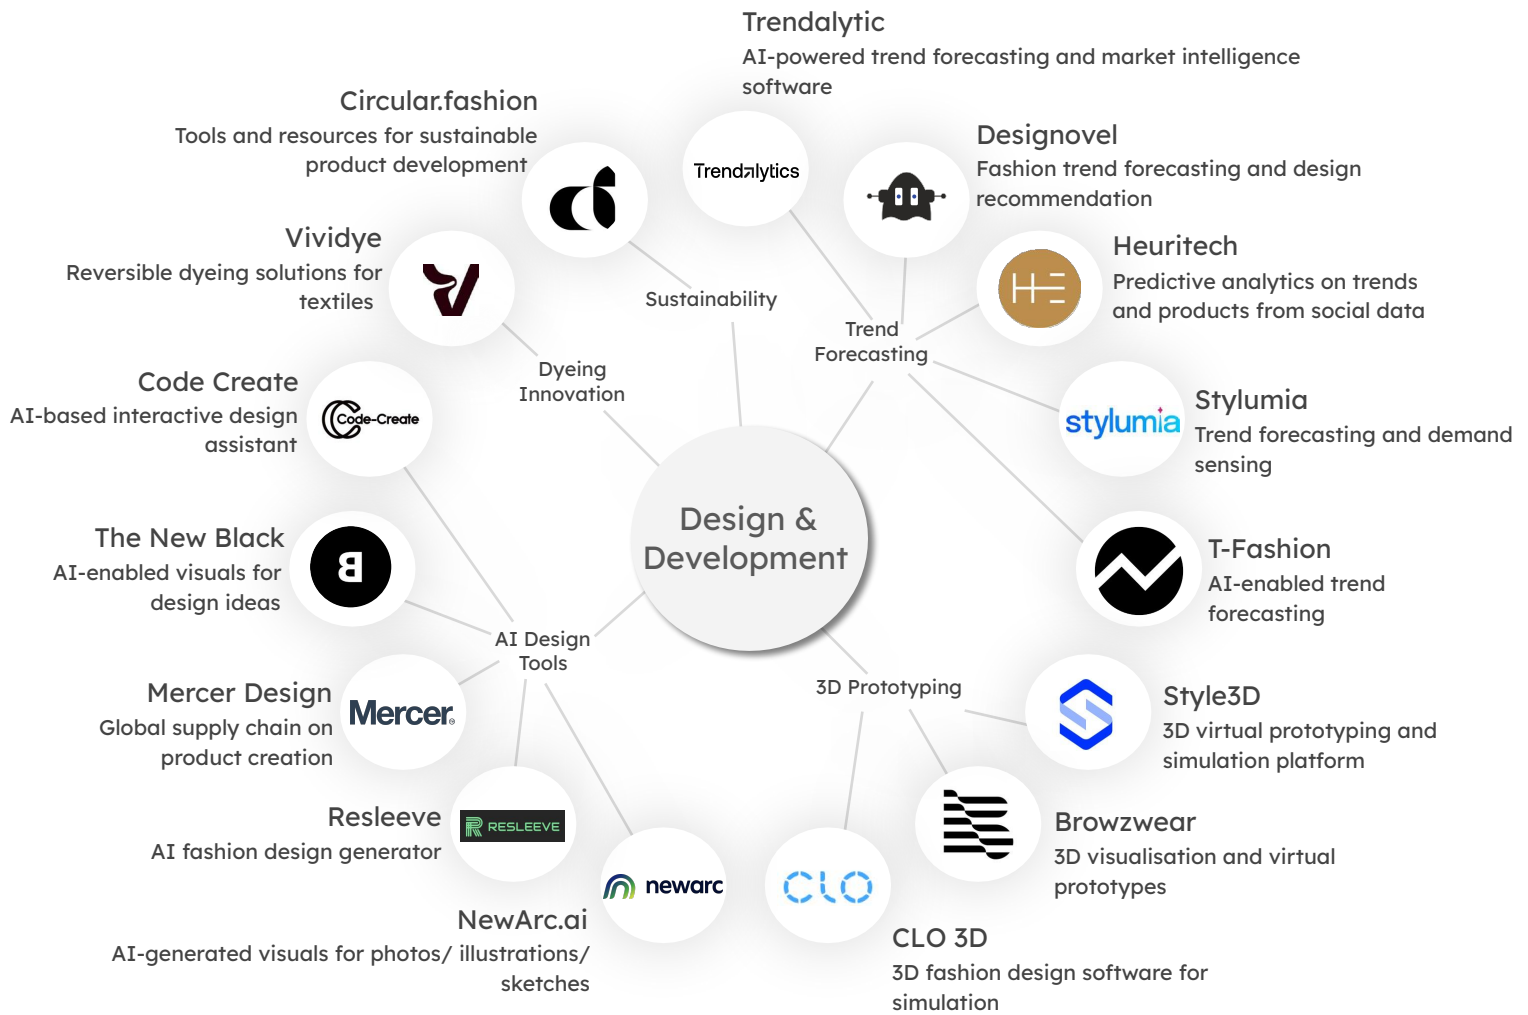 Trendalytic
AI-powered trend forecasting and market intelligence
software
Trendalytics
Designovel
Fashion trend forecasting and design
recommendation
Heuritech
Predictive analytics on trends
and products from social data
HE
Stylumia
Trend forecasting and demand
sensing
stylumia
T-Fashion
AI-enabled trend
forecasting
Trend
Forecasting
Style3D
3D virtual prototyping and
simulation platform
Browzwear
3D visualisation and virtual
prototypes
CLO 3D
3D fashion design software for
simulation
CLO
3D Prototyping
NewArc.ai
AI-generated visuals for photos/ illustrations/
sketches
newarc
Resleeve
AI fashion design generator
R RESLEEVE
Mercer Design
Global supply chain on
product creation
Mercer
The New Black
AI-enabled visuals for
design ideas
B
Code Create
AI-based interactive design
assistant
Code-Create
AI Design
Tools
Vividye
Reversible dyeing solutions for
textiles
Dyeing
Innovation
Circular.fashion
Tools and resources for sustainable
product development
Sustainability
Design &
Development